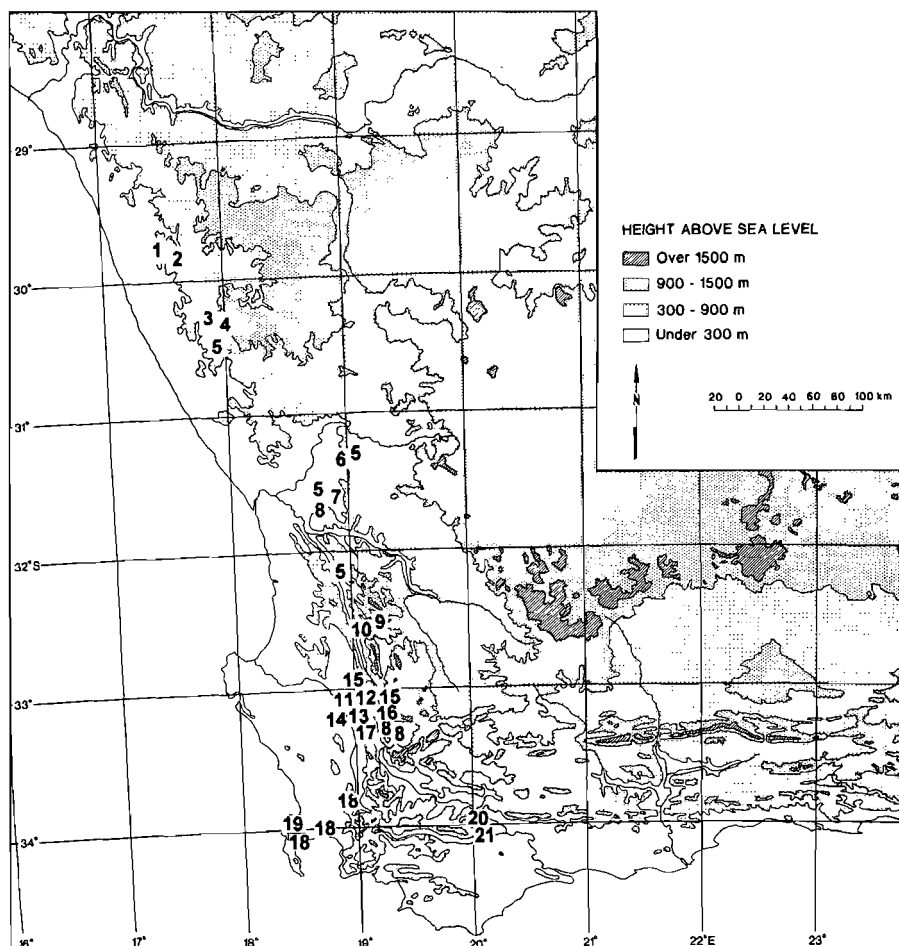 29°
HEIGHT ABOVE SEA LEVEL
Over 1500 m
900 - 1500 m
300 - 900 m
Under 300 m
1
2
30°
3 4
5
N
20 0 20 40 60 80 100 km
31°
6 5
5 7
8
32°S
5
10 9
15
33°
11 12 15
14 13 16
17 8 8
18
34°
19 18
18
20
21
16° 17° 18° 19° 20° 21° 22°E 23°